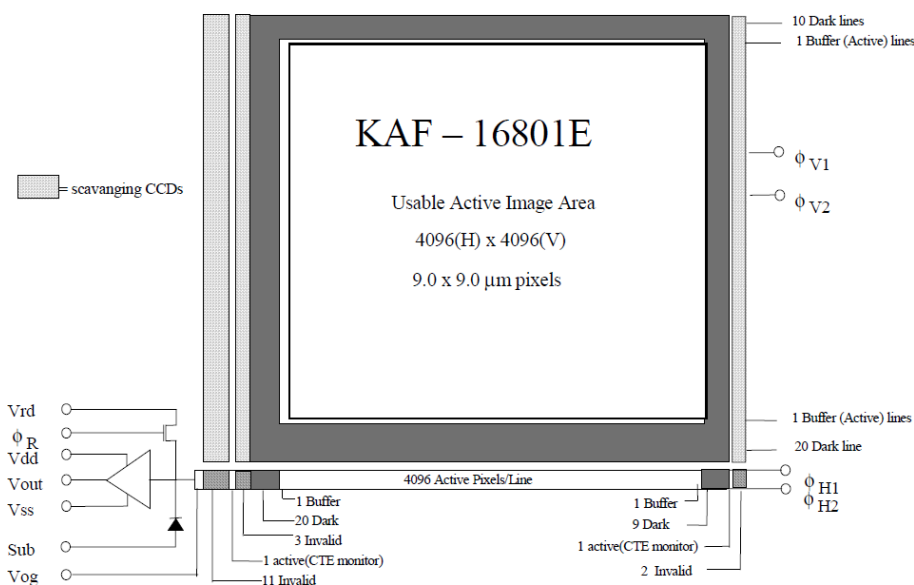 10 Dark lines
1 Buffer (Active) lines
KAF – 16801E
ϕ V1
= scavanging CCDs
Usable Active Image Area
ϕ V2
4096(H) x 4096(V)
9.0 x 9.0 μm pixels
Vrd
1 Buffer (Active) lines
ϕ R
20 Dark line
Vdd
Vout
4096 Active Pixels/Line
ϕ H1
Vss
1 Buffer
1 Buffer
ϕ H2
20 Dark
9 Dark
3 Invalid
Sub
1 active(CTE monitor)
1 active(CTE monitor)
Vog
11 Invalid
2 Invalid